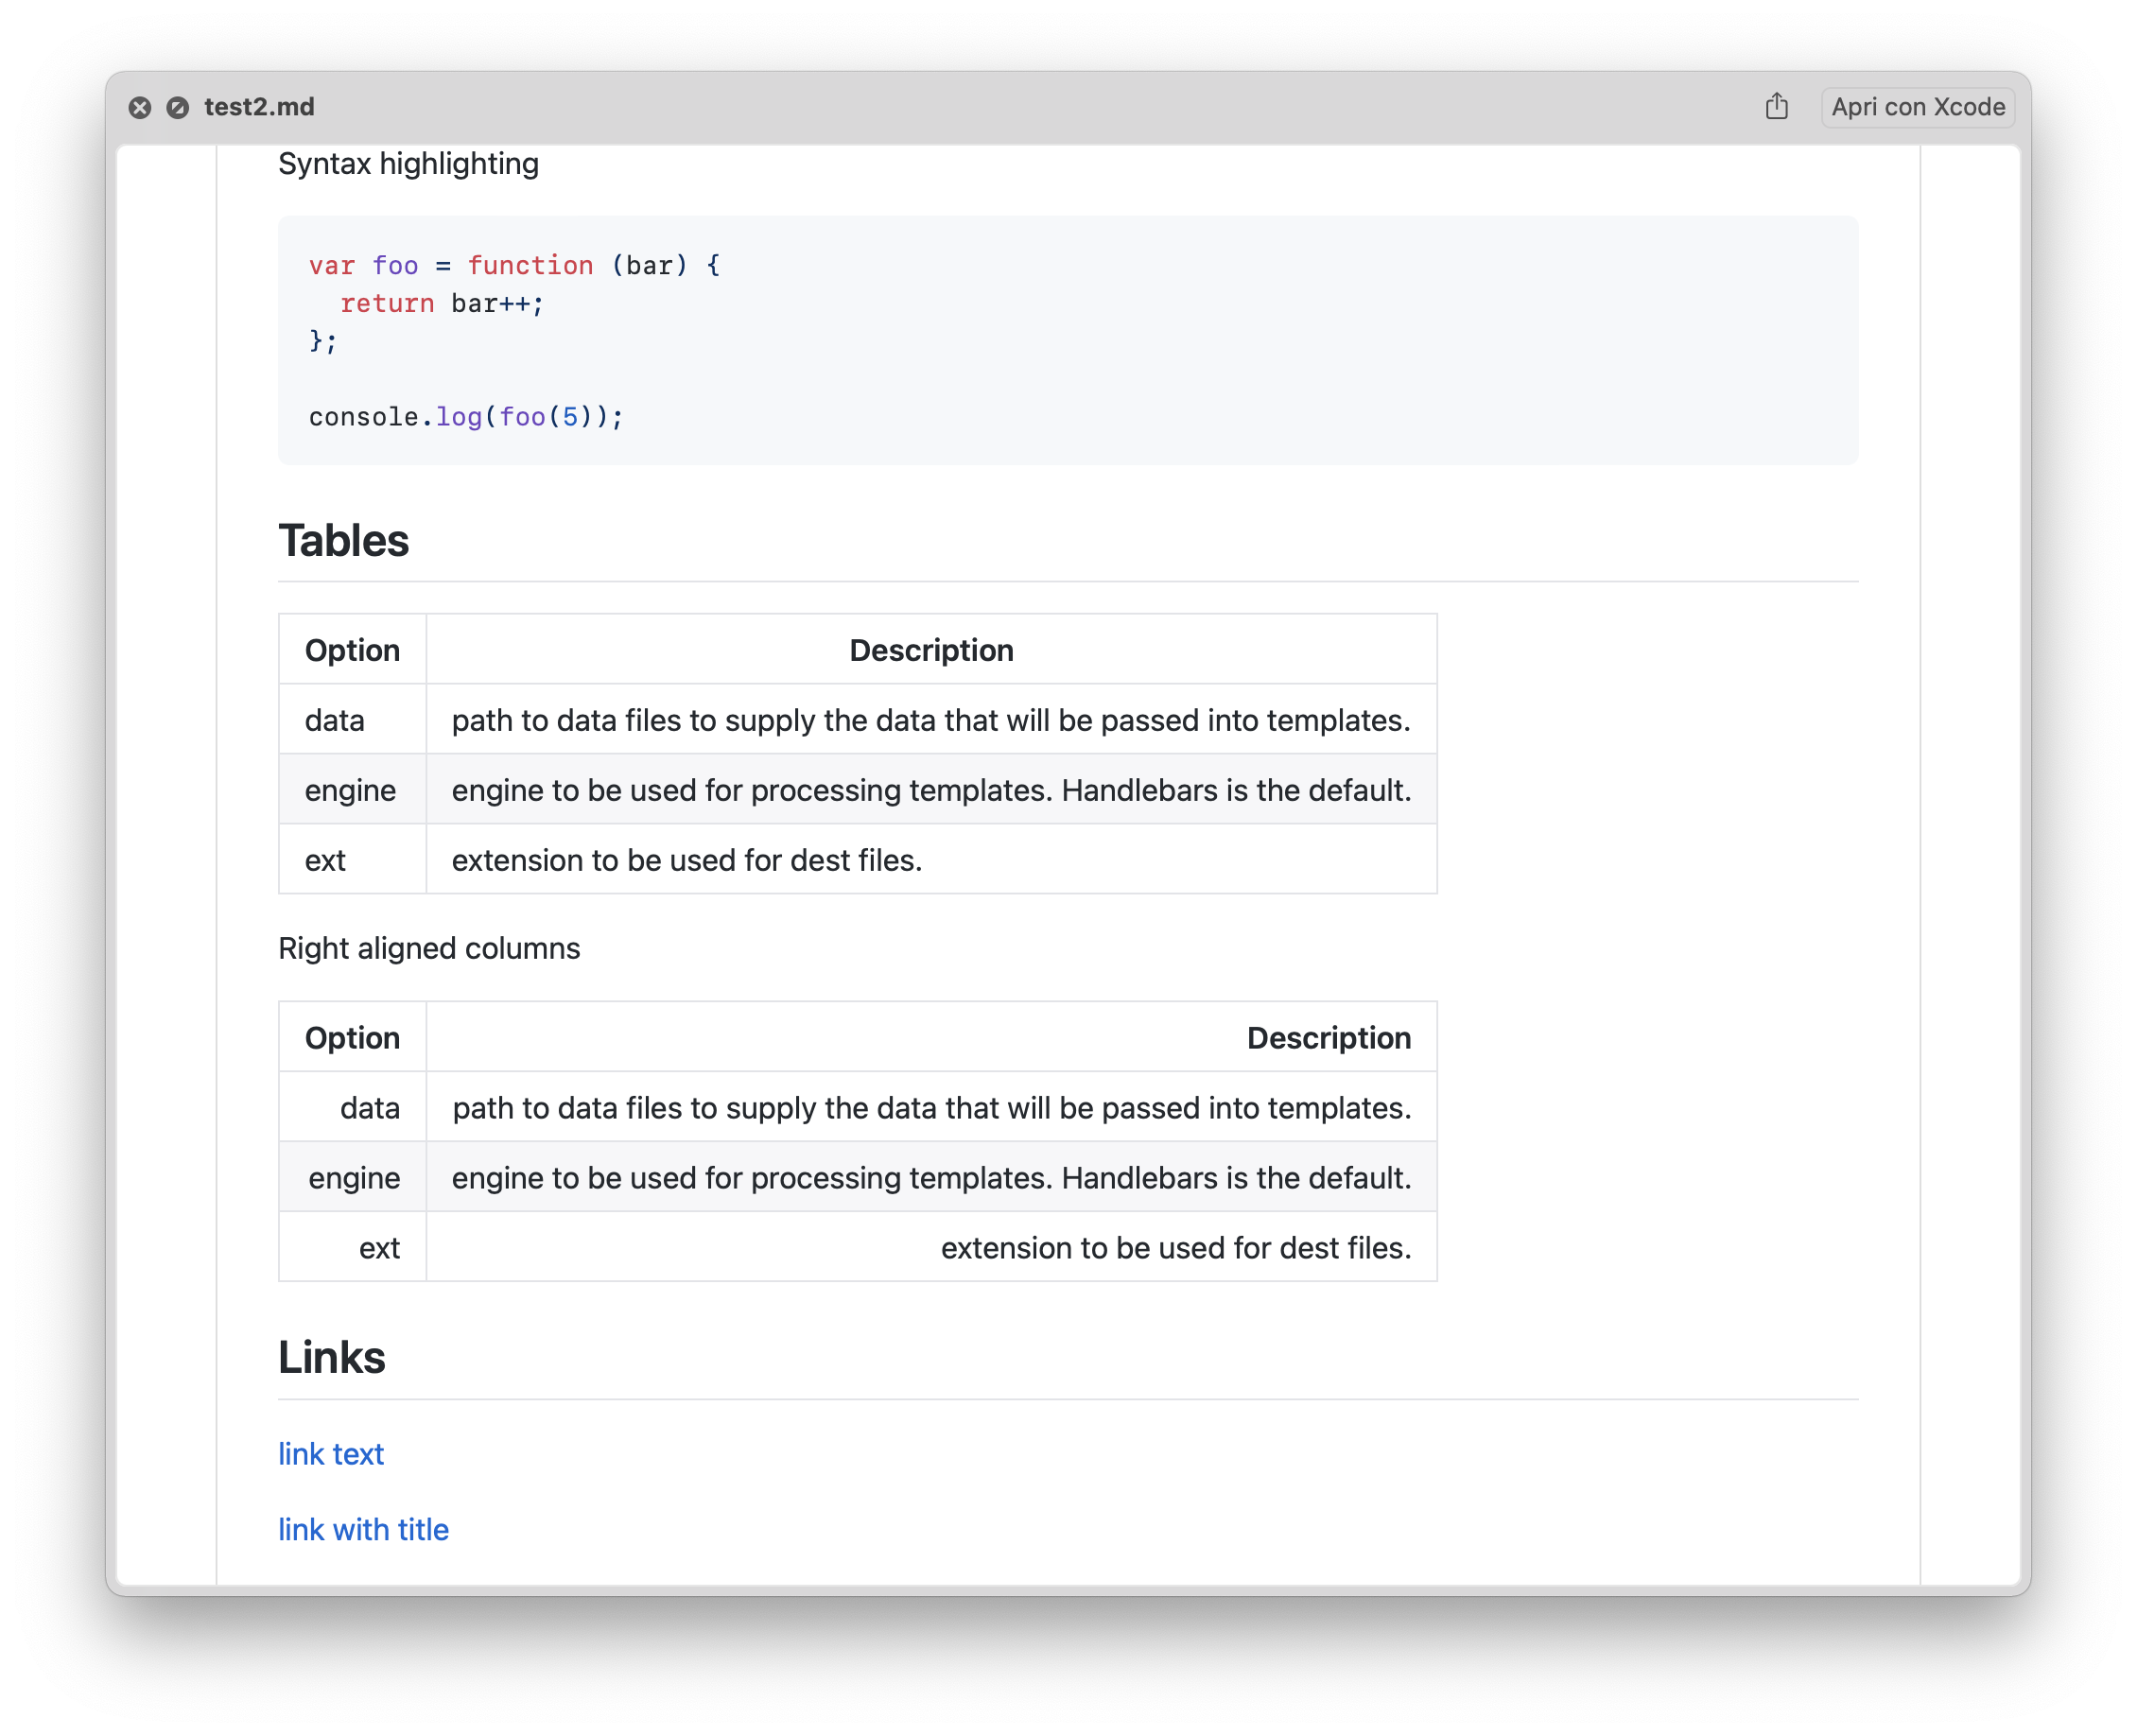 test2.md
Apri con Xcode
Syntax highlighting
var foo = function (bar) {
  return bar++;
};
console.log(foo(5));
Tables
Option Description
data path to data files to supply the data that will be passed into templates.
engine engine to be used for processing templates. Handlebars is the default.
ext extension to be used for dest files.
Right aligned columns
Option Description
data path to data files to supply the data that will be passed into templates.
engine engine to be used for processing templates. Handlebars is the default.
ext extension to be used for dest files.
Links
link text
link with title